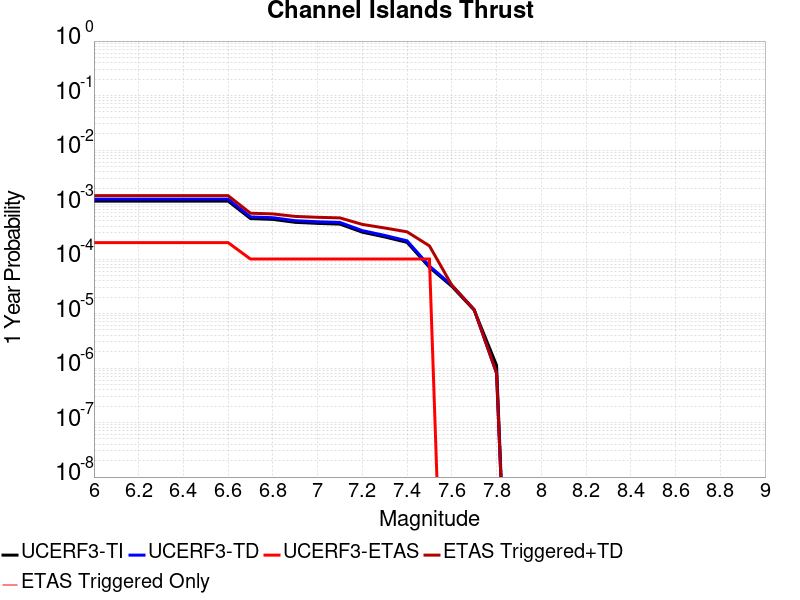 Channel Islands Thrust
1 Year Probability
10^0
10^-1
10^-2
10^-3
10^-4
10^-5
10^-6
10^-7
10^-8
6 6.2 6.4 6.6 6.8 7 7.2 7.4 7.6 7.8 8 8.2 8.4 8.6 8.8 9
Magnitude
UCERF3-TI UCERF3-TD UCERF3-ETAS ETAS Triggered+TD
ETAS Triggered Only